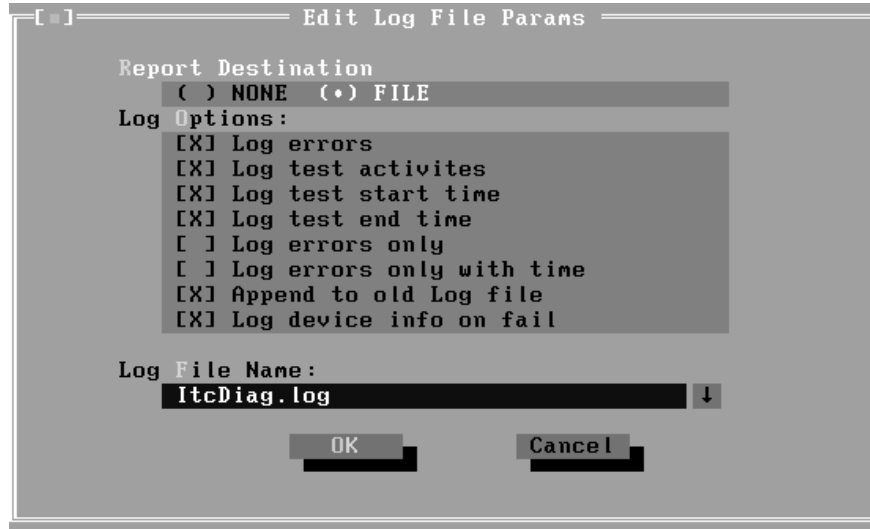 [■] Edit Log File Params
Report Destination
( ) NONE (•) FILE
Log Options:
[X] Log errors
[X] Log test activites
[X] Log test start time
[X] Log test end time
[ ] Log errors only
[ ] Log errors only with time
[X] Append to old Log file
[X] Log device info on fail
Log File Name:
ItcDiag.log ↓
OK Cancel